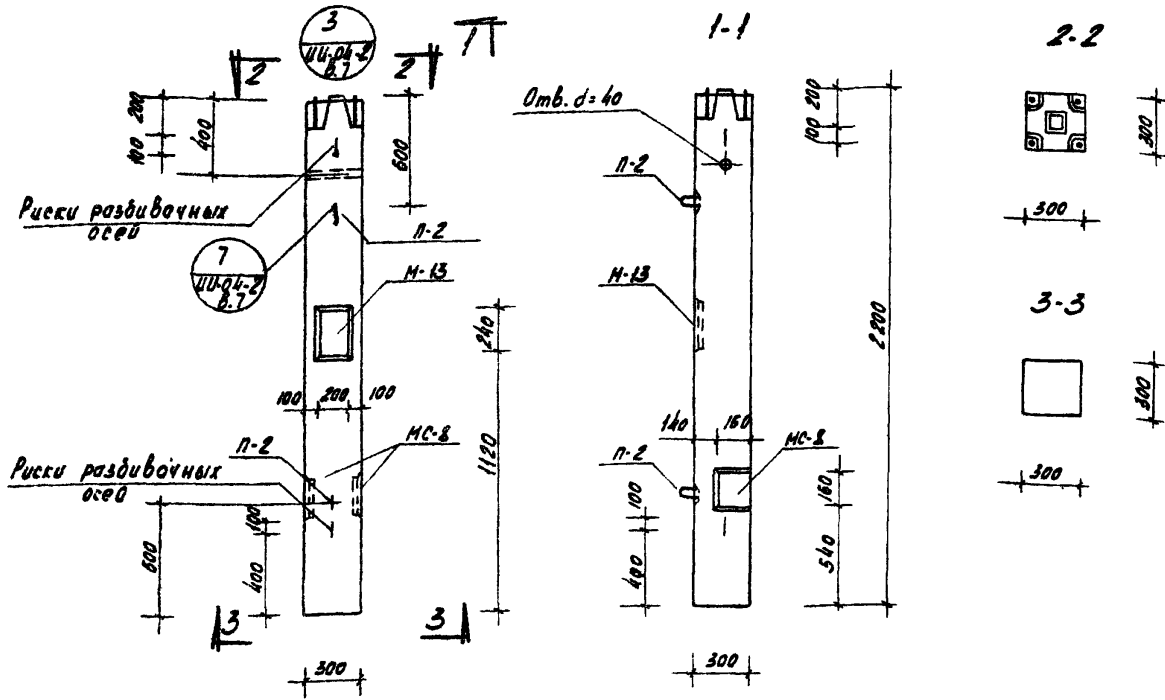 3
ИИ-04-2
В.7
2
2
1
200
100
400
600
Риски разбивочных
осей
П-2
7
ИИ-04-2
В.7
М-13
240
100
200
100
1120
П-2
МС-8
Риски разбивочных
осей
600
100
400
3
3
300
1-1
Отв. d=40
200
100
П-2
М-13
2200
140
160
МС-8
П-2
100
400
160
540
300
2-2
300
300
3-3
300
300